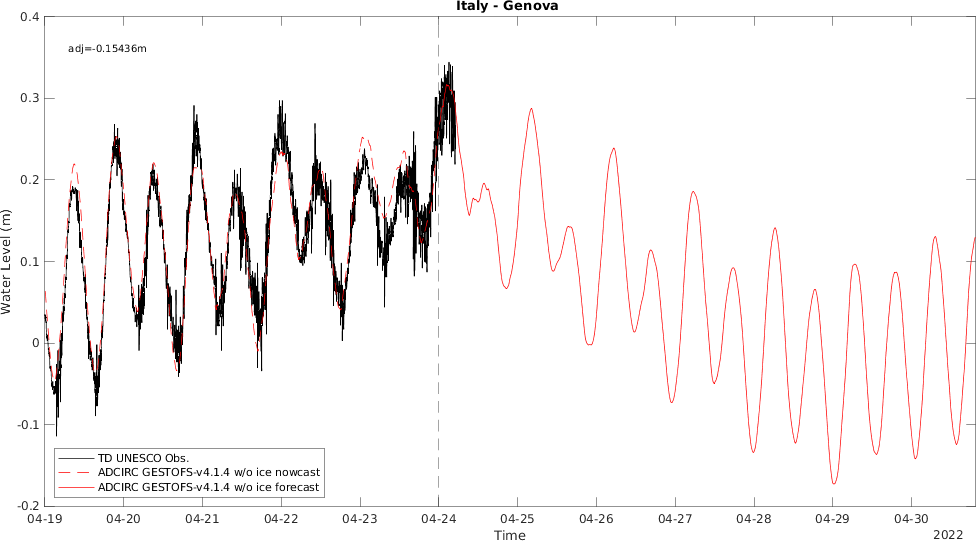 Italy - Genova
adj=-0.15436m
0.4
0.3
0.2
0.1
0
-0.1
-0.2
Water Level (m)
TD UNESCO Obs.
ADCIRC GESTOFS-v4.1.4 w/o ice nowcast
ADCIRC GESTOFS-v4.1.4 w/o ice forecast
04-19 04-20 04-21 04-22 04-23 04-24 04-25 04-26 04-27 04-28 04-29 04-30
Time
2022